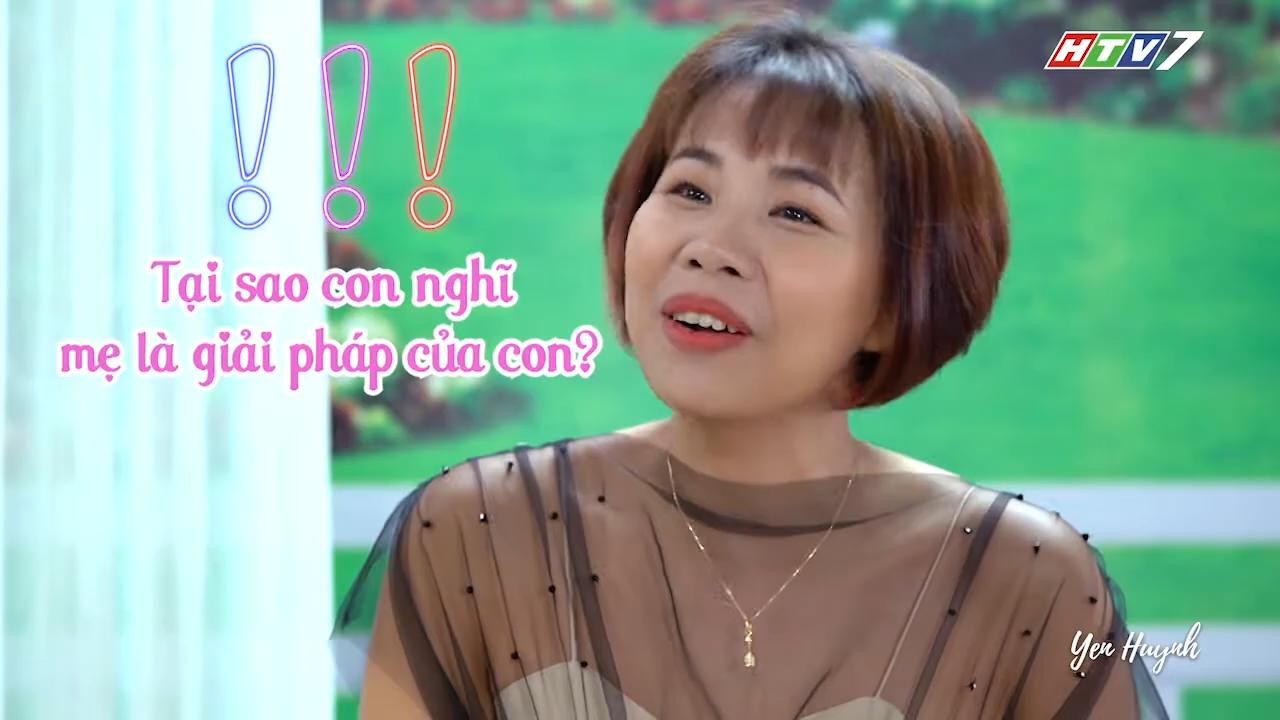 HTV7
!!!
Tại sao con nghĩ
mẹ là giải pháp của con?
Yen Huynh